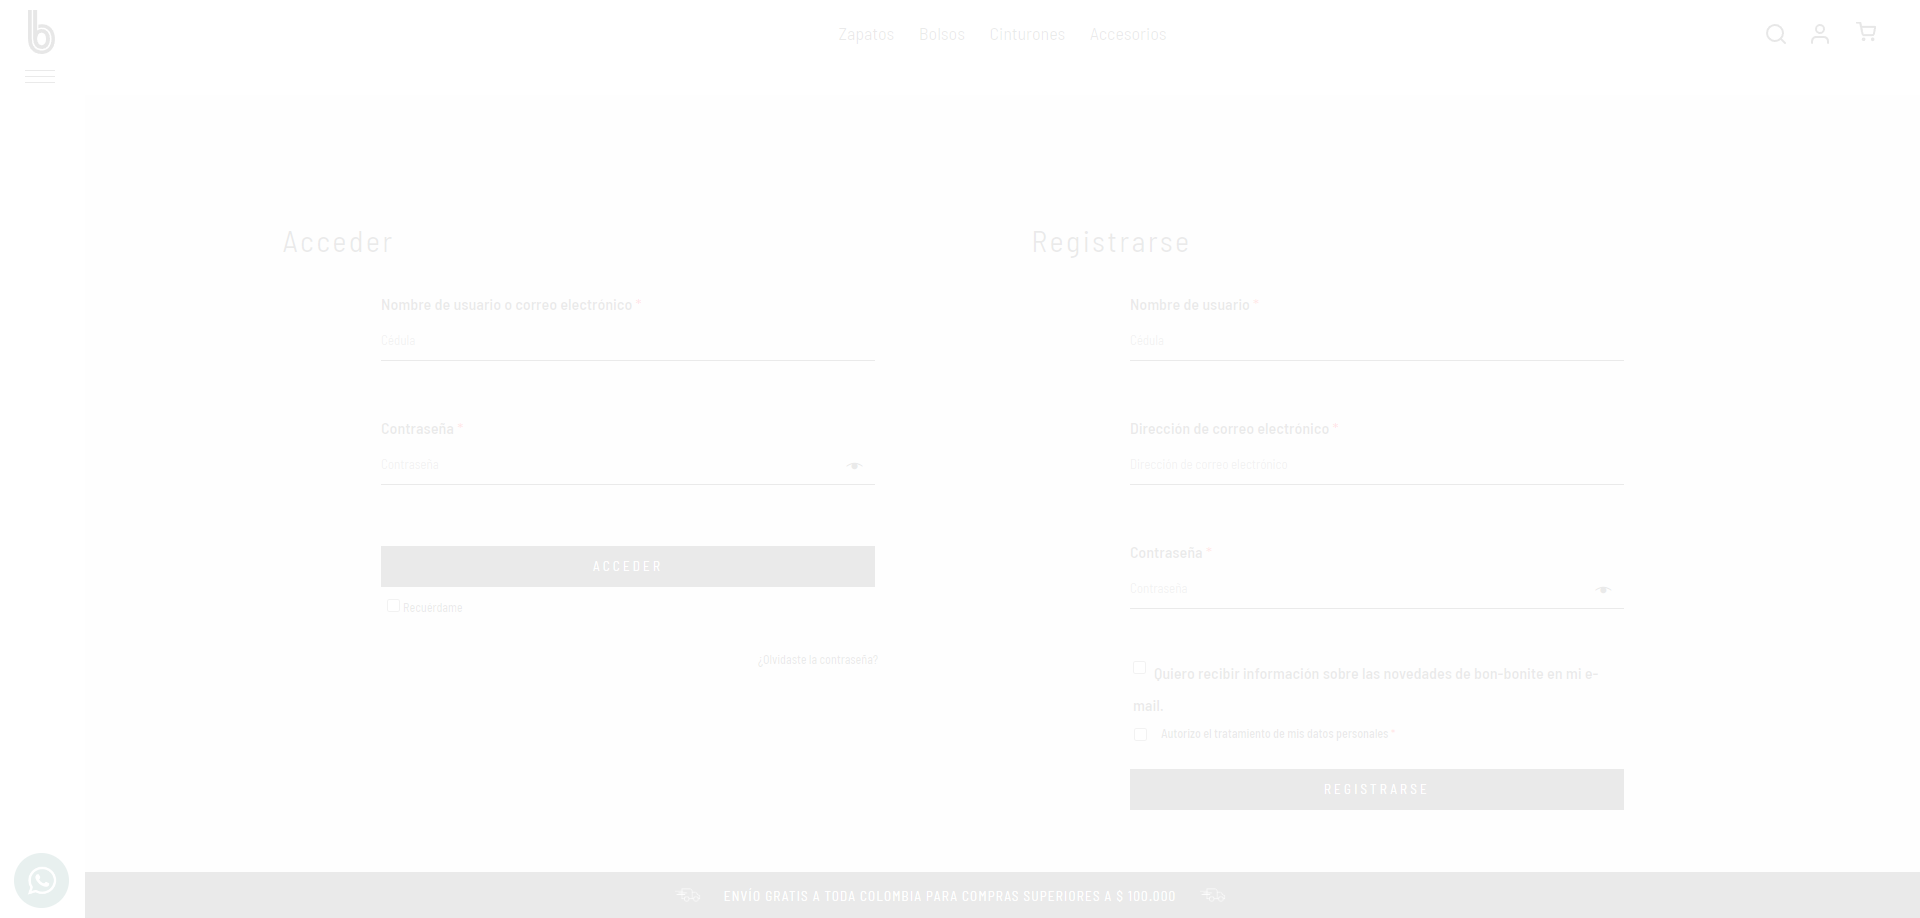 b
Zapatos Bolsos Cinturones Accesorios
Acceder
Nombre de usuario o correo electrónico *
Cédula
Contraseña *
Contraseña
ACCEDER
Recuérdame
¿Olvidaste la contraseña?
Registrarse
Nombre de usuario *
Cédula
Dirección de correo electrónico *
Dirección de correo electrónico
Contraseña *
Contraseña
Quiero recibir información sobre las novedades de bon-bonite en mi e-
mail.
Autorizo el tratamiento de mis datos personales *
REGISTRARSE
ENVÍO GRATIS A TODA COLOMBIA PARA COMPRAS SUPERIORES A $ 100.000